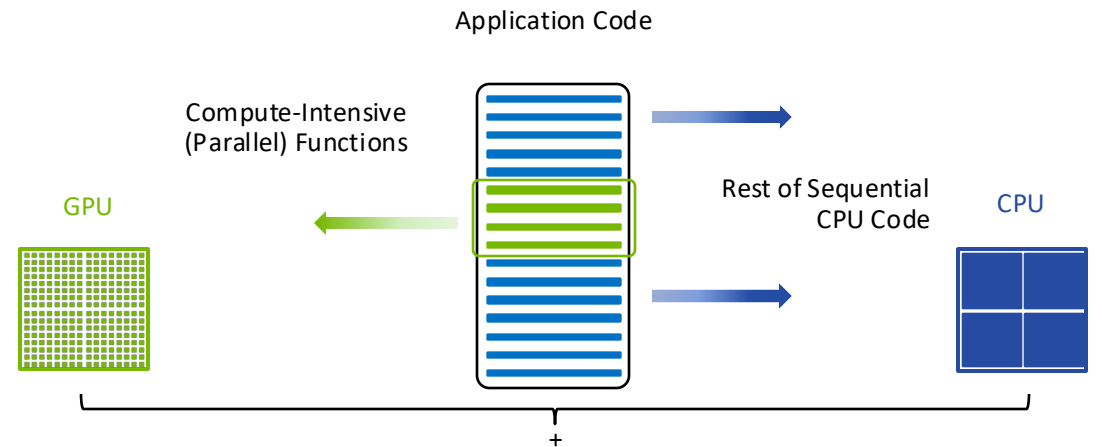 Application Code
Compute-Intensive
(Parallel) Functions
GPU
Rest of Sequential
CPU Code
CPU
+